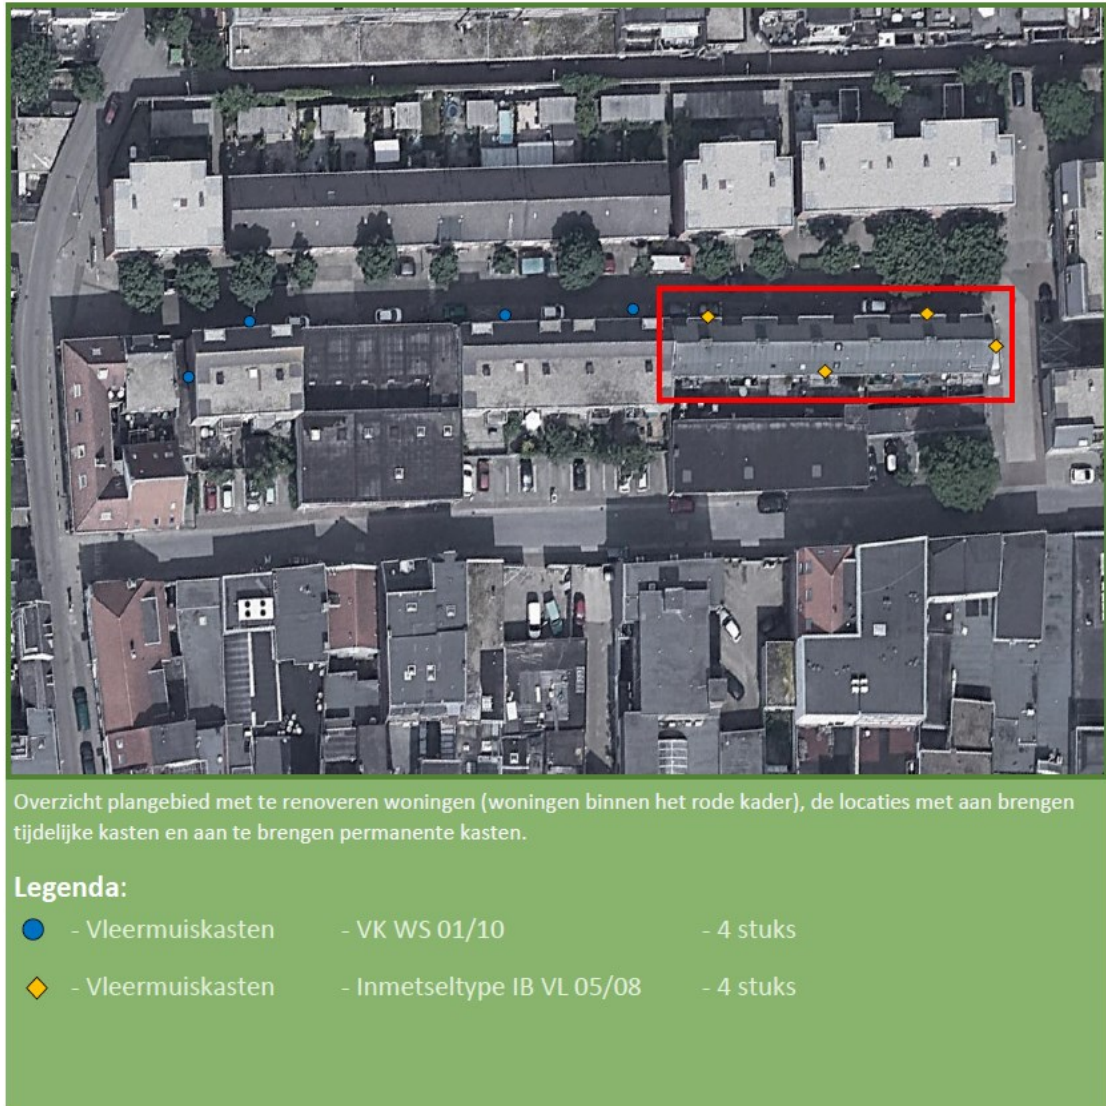 Overzicht plangebied met te renoveren woningen (woningen binnen het rode kader), de locaties met aan brengen
tijdelijke kasten en aan te brengen permanente kasten.
Legenda:
- Vleermuiskasten - VK WS 01/10 - 4 stuks
- Vleermuiskasten - Inmetseltype IB VL 05/08 - 4 stuks